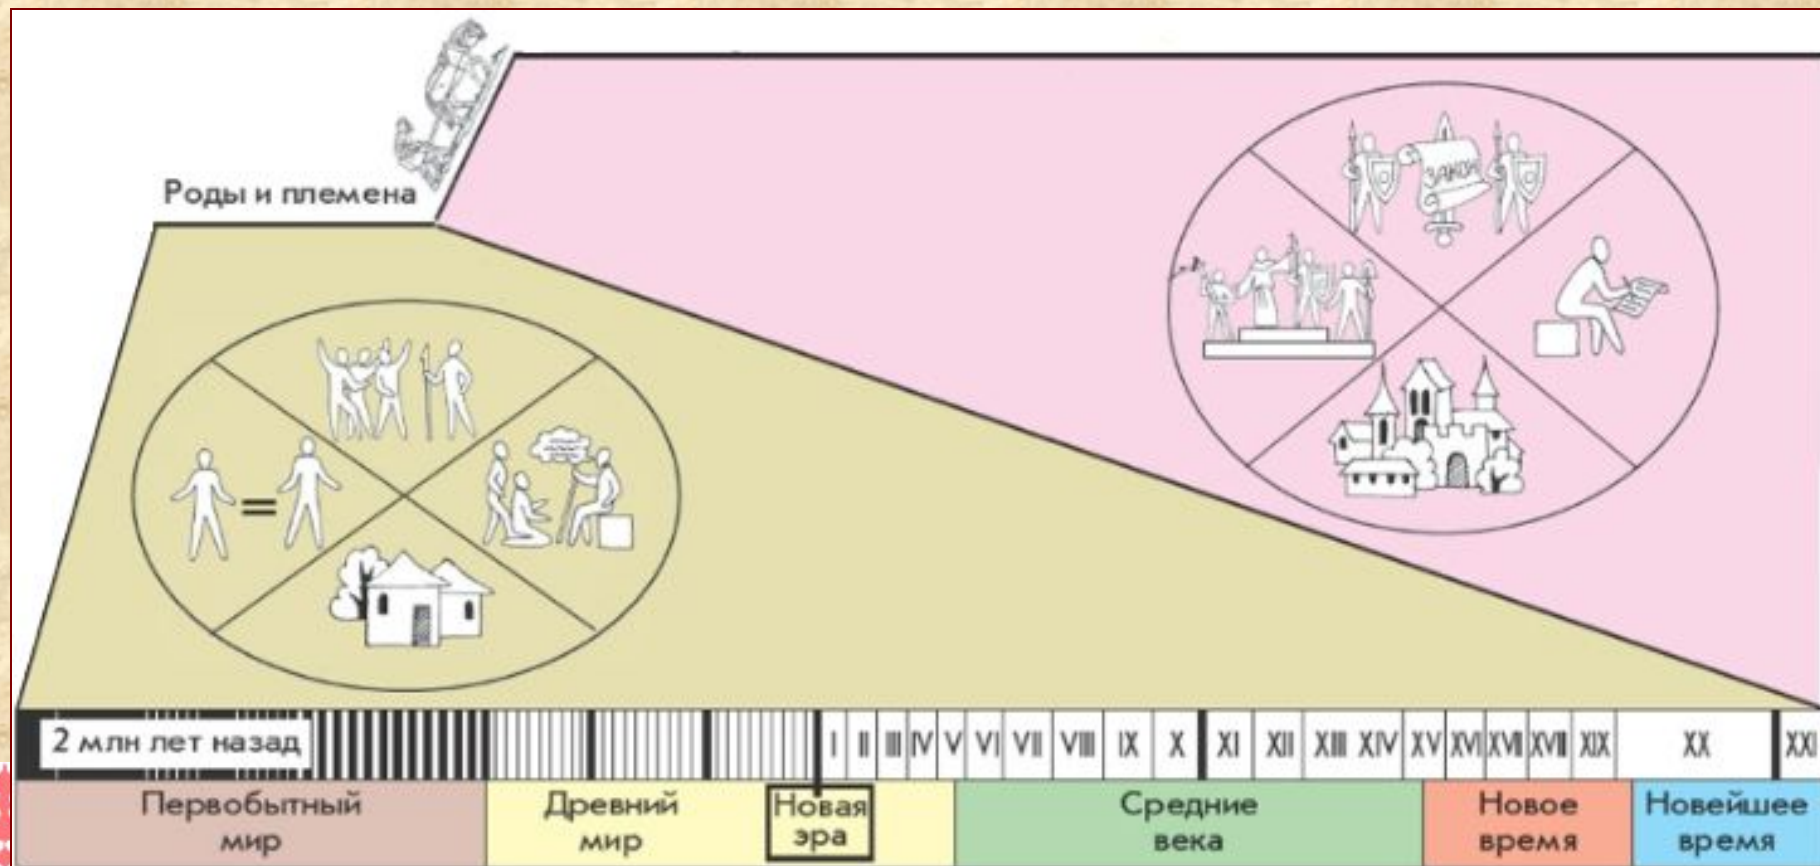 Роды и племена
ЗАКОН
2 млн лет назад I II III IV V VI VII VIII IX X XI XII XIII XIV XV XVI XVII XVIII XIX XX XXI
Первобытный мир
Древний мир
Новая эра
Средние века
Новое время
Новейшее время